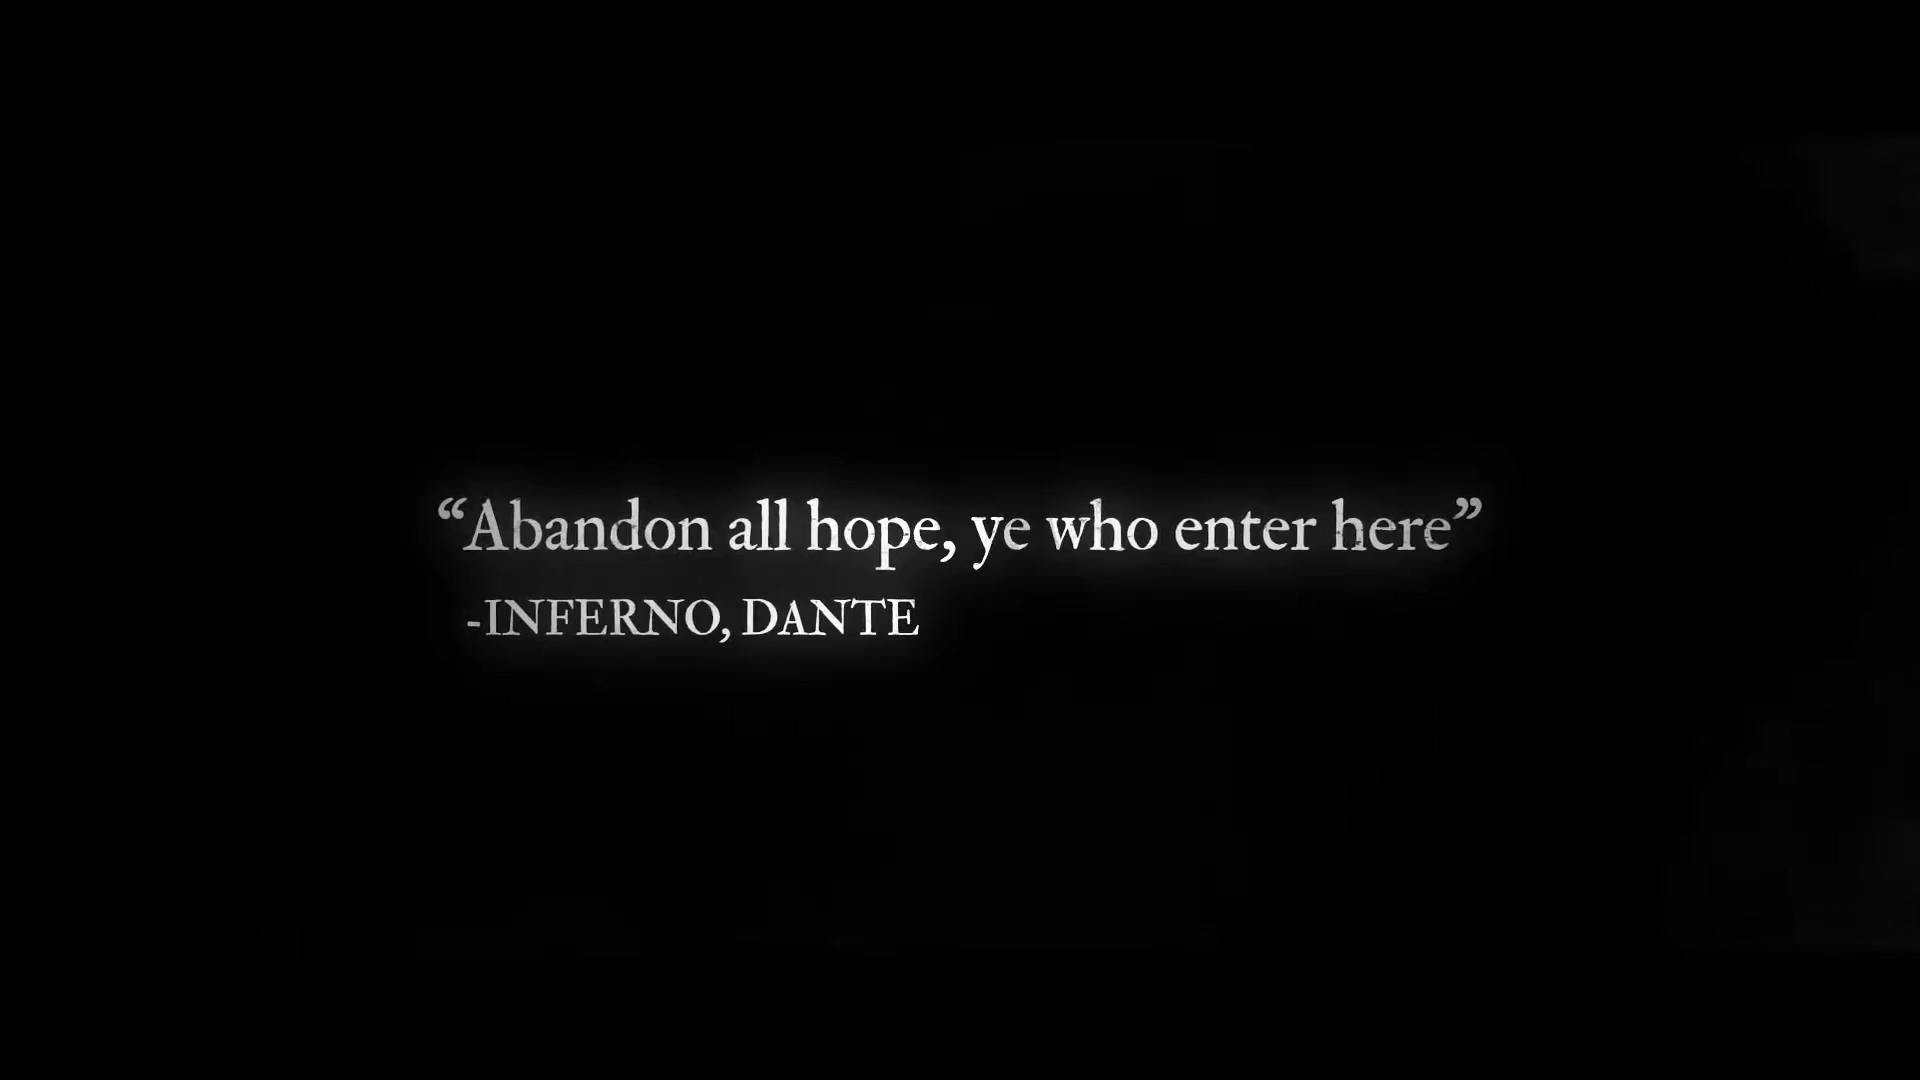 “Abandon all hope, ye who enter here”
-INFERNO, DANTE